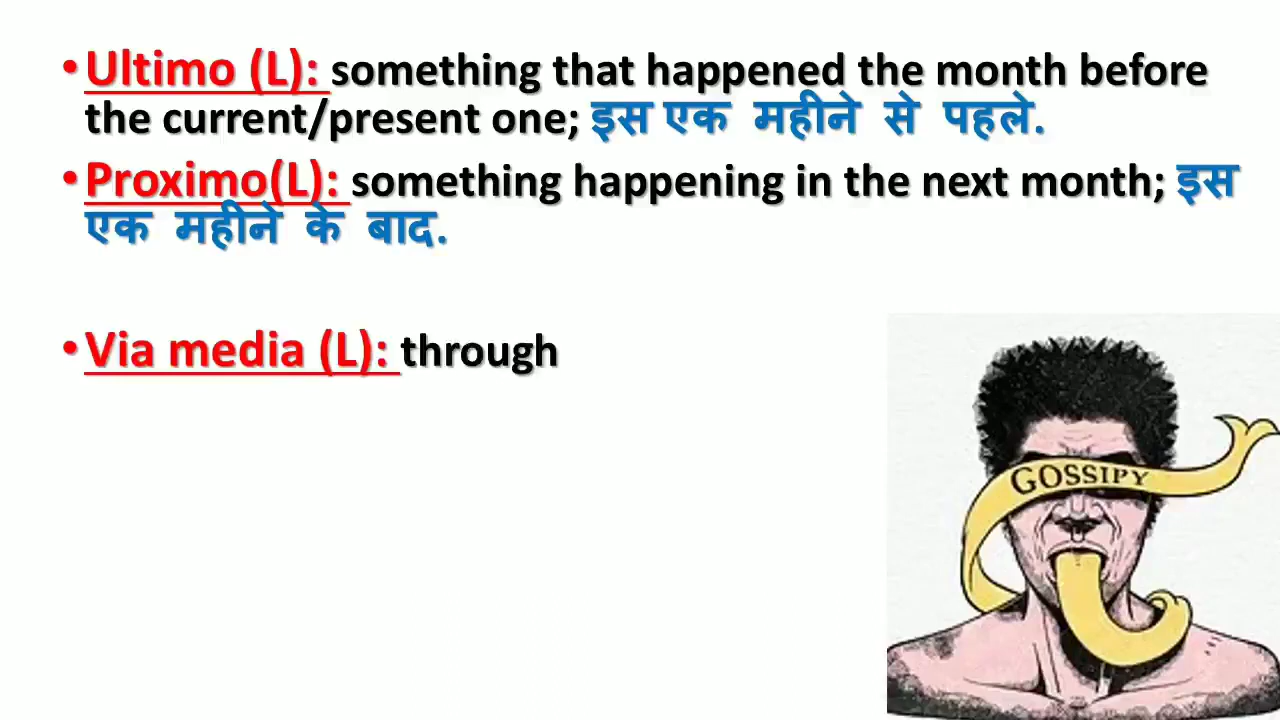 •Ultimo (L): something that happened the month before
the current/present one; इस एक महीने से पहले.
•Proximo(L): something happening in the next month; इस
एक महीने के बाद.
•Via media (L): through
GOSSIPY